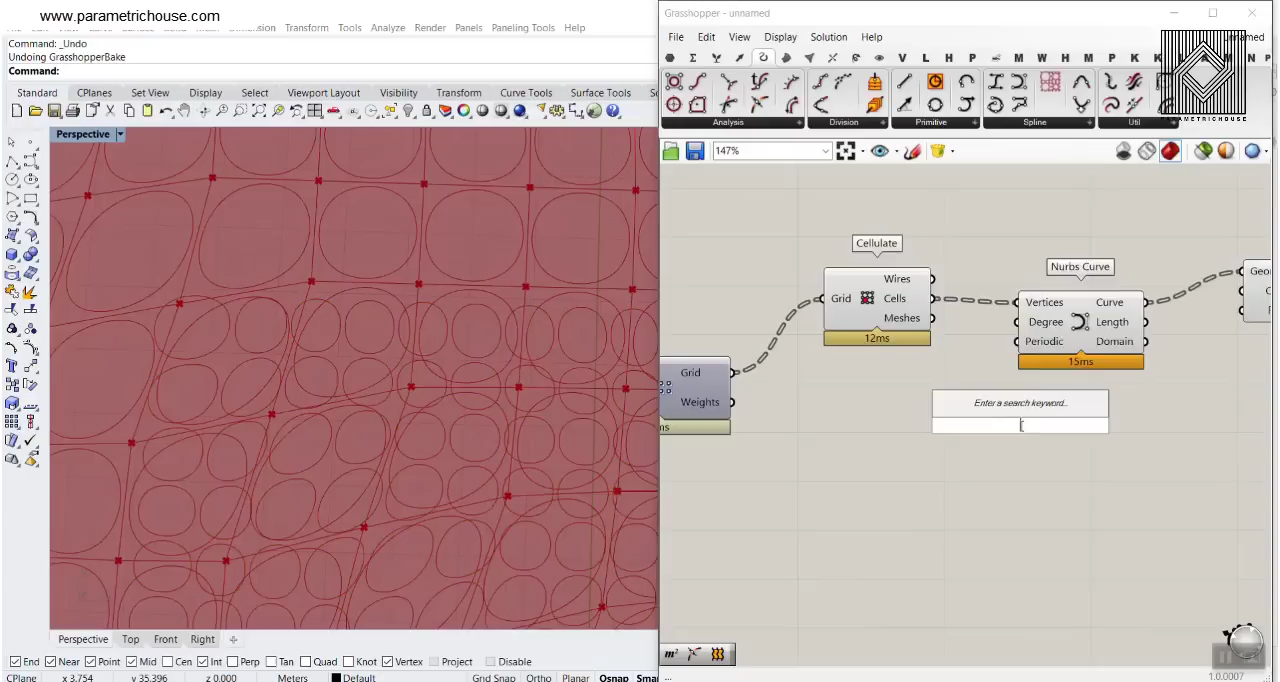 www.parametrichouse.com
Transform Tools Analyze Render Panels Paneling Tools Help
Command: _Undo
Undoing GrasshopperBake
Command:
Standard CPlanes Set View Display Select Viewport Layout Visibility Transform Curve Tools Surface Tools
Perspective
Perspective Top Front Right
End Near Point Mid Cen Int Perp Tan Quad Knot Vertex Project Disable
CPlane x 3.754 y 35.396 z 0.000 Meters Default Grid Snap Ortho Planar Osnap Smar
Grasshopper - unnamed
File Edit View Display Solution Help
V L H P M W H M P K K
Analysis Division Primitive Spline Util
PARAMETRICHOUSE
147%
Cellulate
Wires
Grid Cells
Meshes
12ms
Nurbs Curve
Vertices Curve
Degree Length
Periodic Domain
15ms
Grid
Weights
Enter a search keyword...
m²
1.0.0007